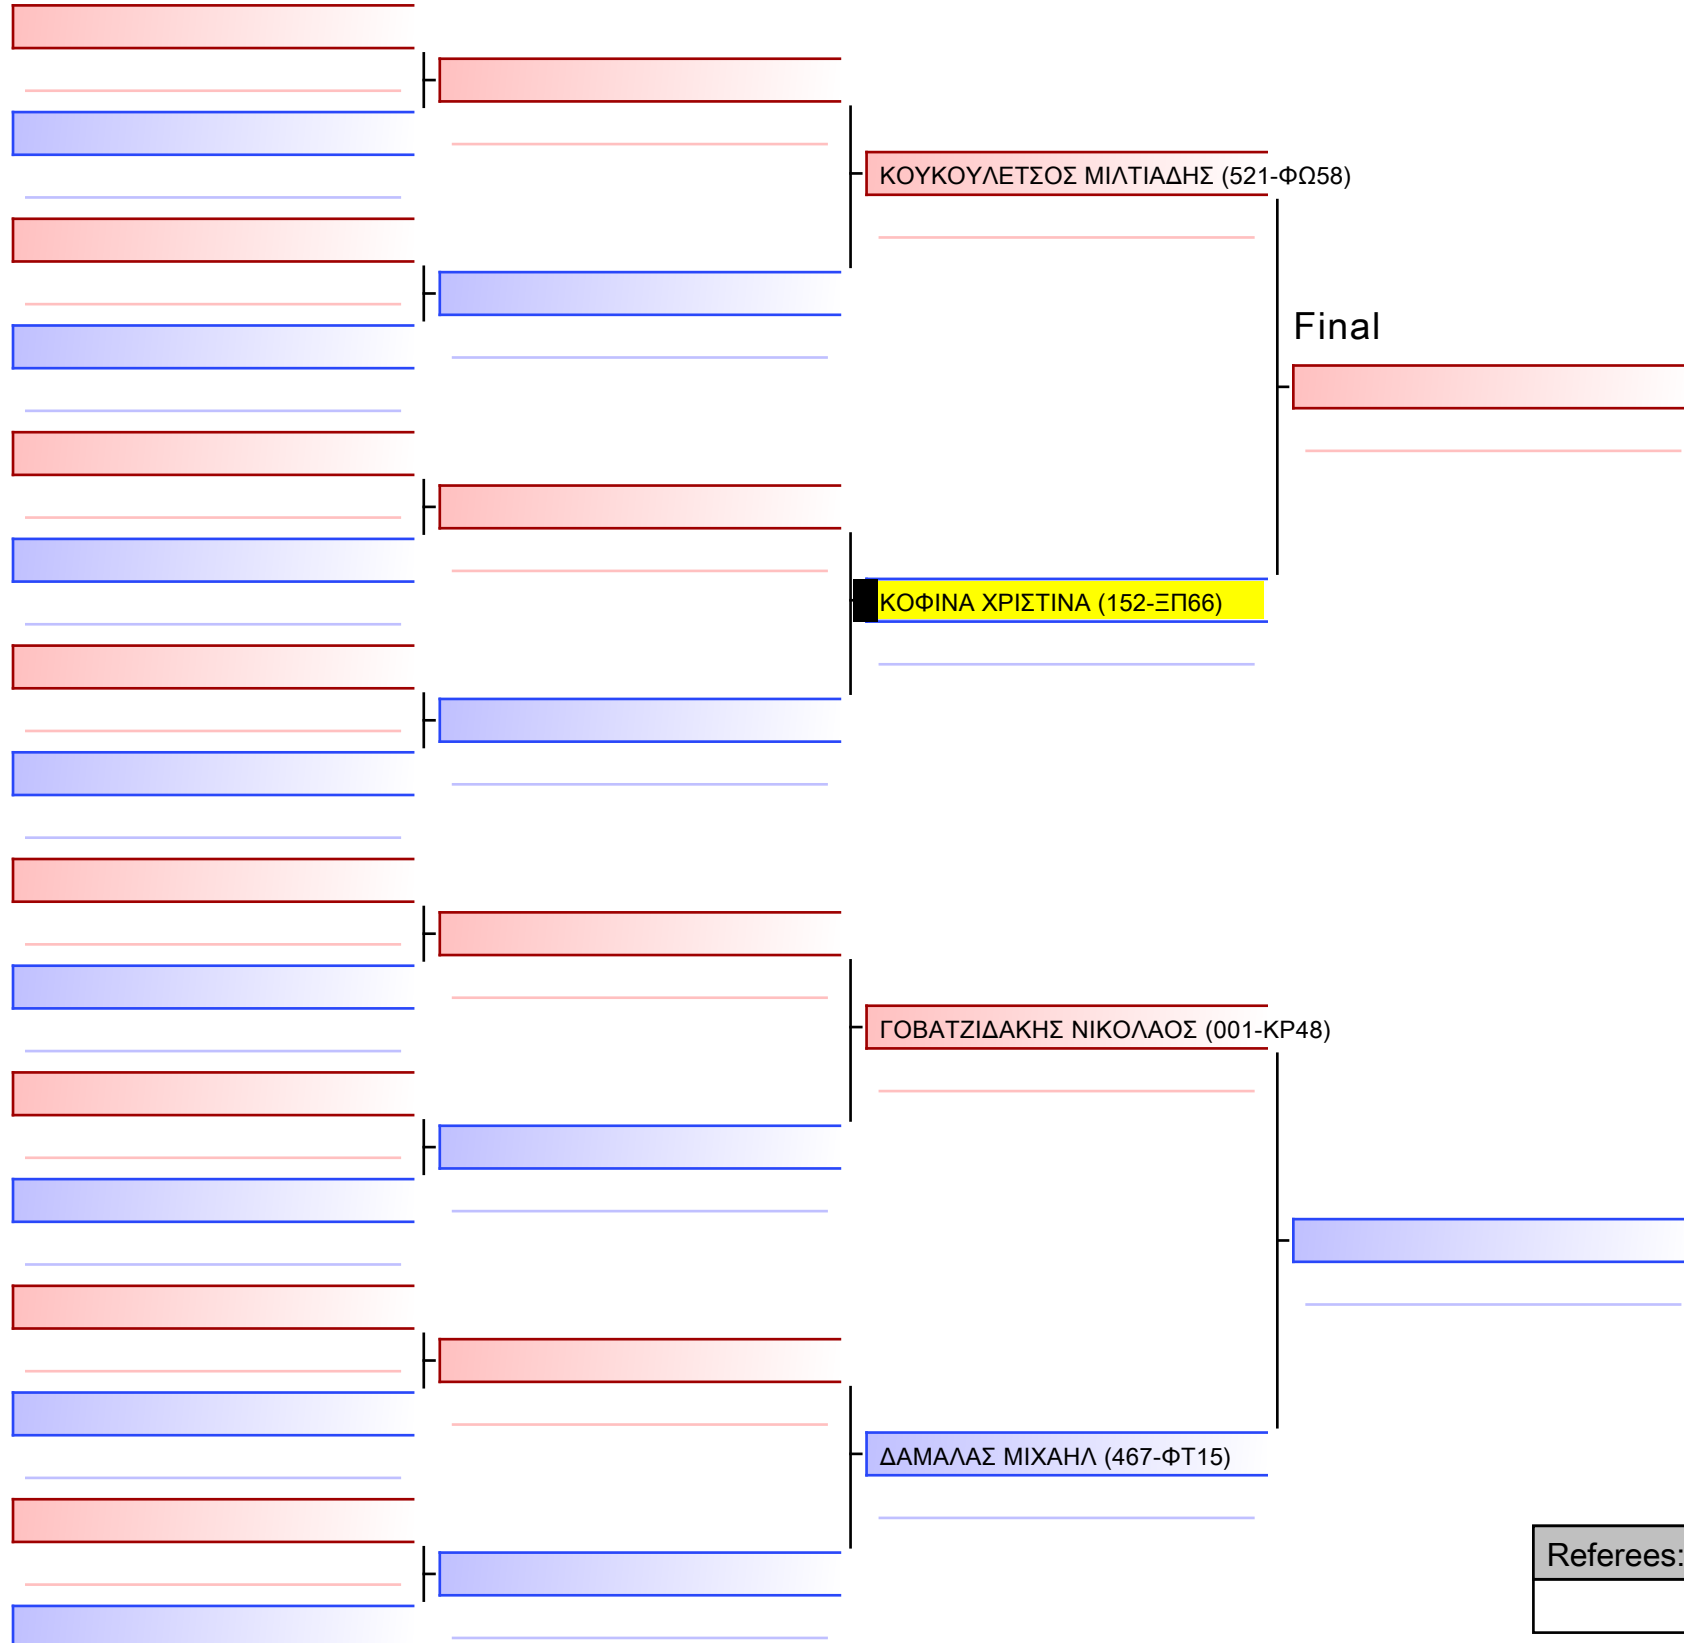 ΚΟΥΚΟΥΛΕΤΣΟΣ ΜΙΛΤΙΑΔΗΣ (521-ΦΩ58)
Final
ΚΟΦΙΝΑ ΧΡΙΣΤΙΝΑ (152-ΞΠ66)
ΓΟΒΑΤΖΙΔΑΚΗΣ ΝΙΚΟΛΑΟΣ (001-ΚΡ48)
ΔΑΜΑΛΑΣ ΜΙΧΑΗΛ (467-ΦΤ15)
Referees: